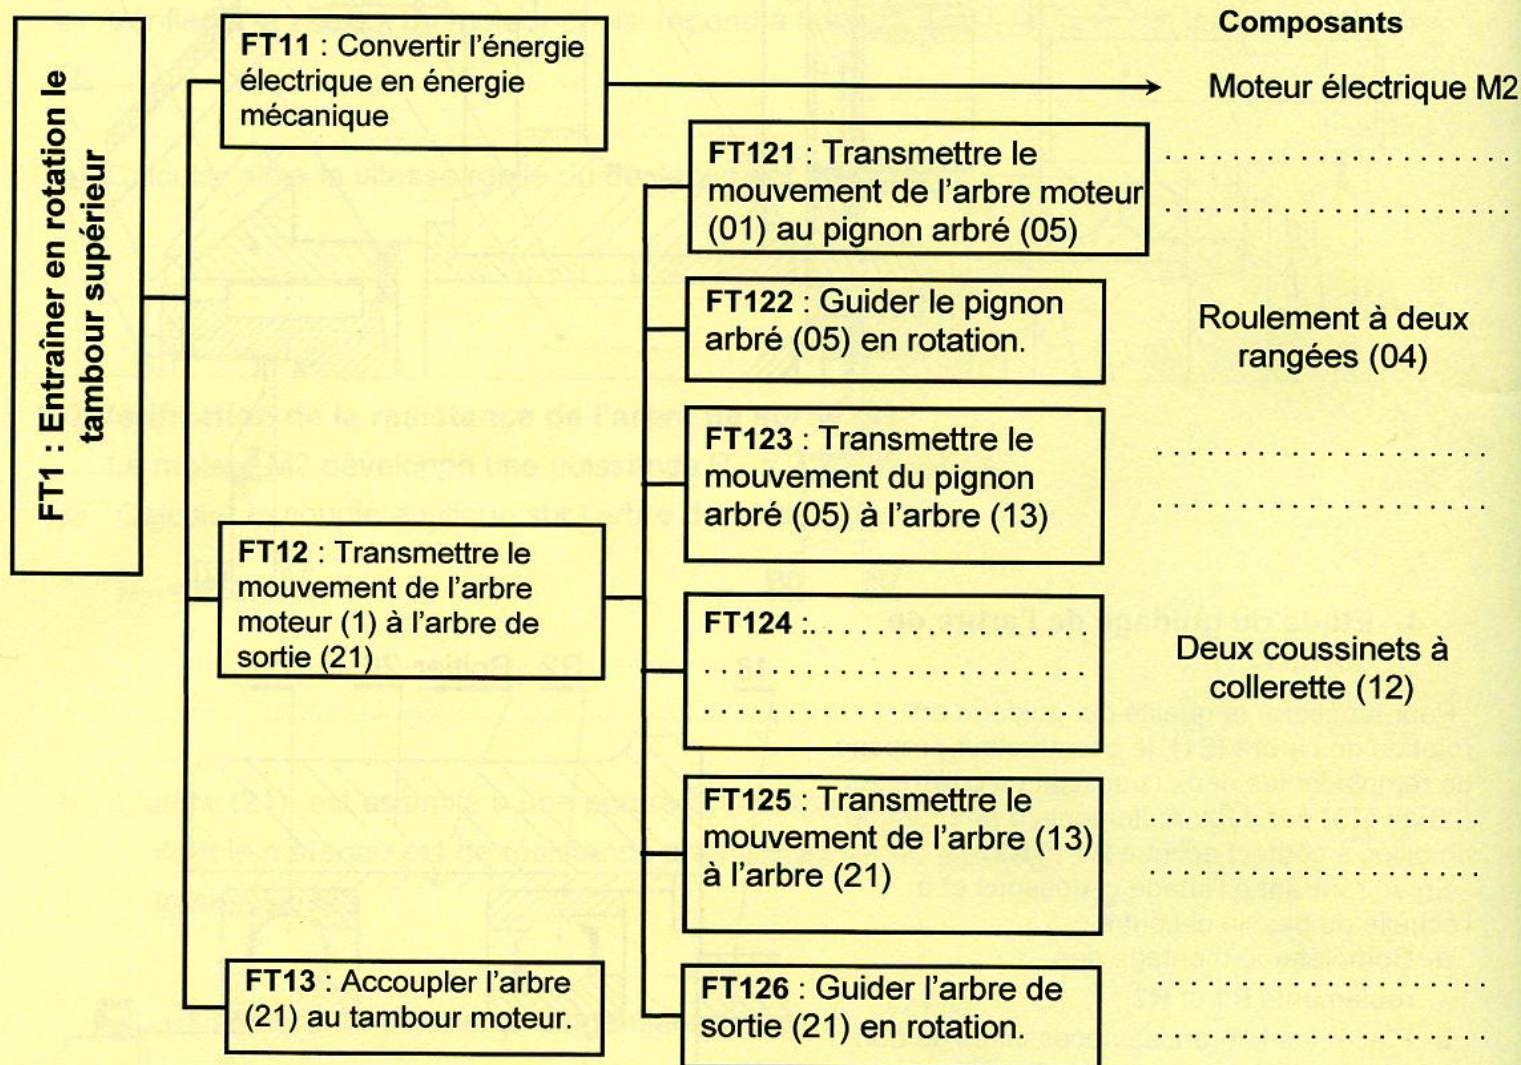 Composants
FT1 : Entraîner en rotation le
tambour supérieur
FT11 : Convertir l'énergie
électrique en énergie
mécanique
Moteur électrique M2
FT12 : Transmettre le
mouvement de l'arbre
moteur (1) à l'arbre de
sortie (21)
FT121 : Transmettre le
mouvement de l'arbre moteur
(01) au pignon arbré (05)
. . . . . . . . . . . . . . . . . . . . .
. . . . . . . . . . . . . . . . . . . . .
FT122 : Guider le pignon
arbré (05) en rotation.
Roulement à deux
rangées (04)
FT123 : Transmettre le
mouvement du pignon
arbré (05) à l'arbre (13)
. . . . . . . . . . . . . . . . . . . .
. . . . . . . . . . . . . . . . . . . .
FT124 :. . . . . . . . . . . . . . . . .
. . . . . . . . . . . . . . . . . . . . . . .
. . . . . . . . . . . . . . . . . . . . . . .
Deux coussinets à
collerette (12)
FT125 : Transmettre le
mouvement de l'arbre (13)
à l'arbre (21)
. . . . . . . . . . . . . . . . . . . .
. . . . . . . . . . . . . . . . . . . .
FT126 : Guider l'arbre de
sortie (21) en rotation.
. . . . . . . . . . . . . . . . . . . .
. . . . . . . . . . . . . . . . . . . .
FT13 : Accoupler l'arbre
(21) au tambour moteur.